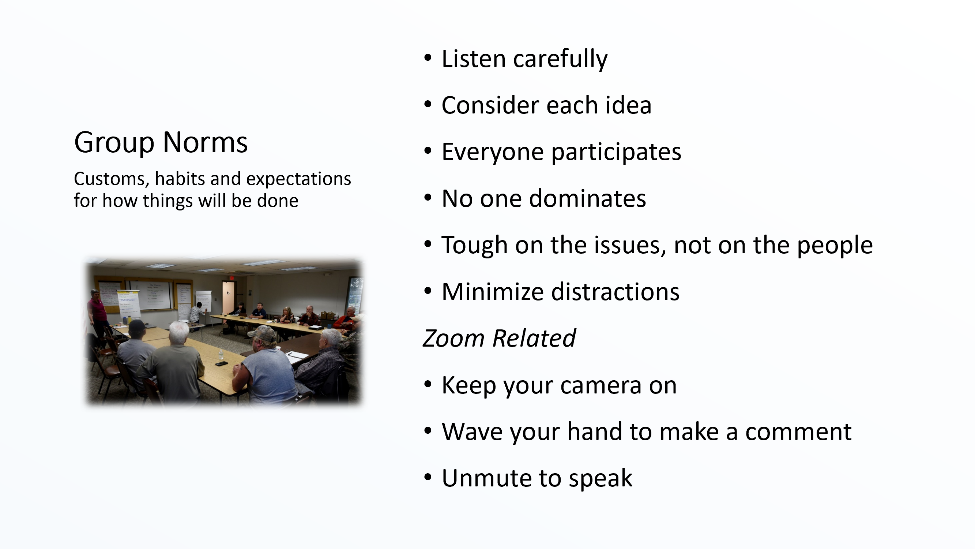 Group Norms
Customs, habits and expectations
for how things will be done
• Listen carefully
• Consider each idea
• Everyone participates
• No one dominates
• Tough on the issues, not on the people
• Minimize distractions
Zoom Related
• Keep your camera on
• Wave your hand to make a comment
• Unmute to speak